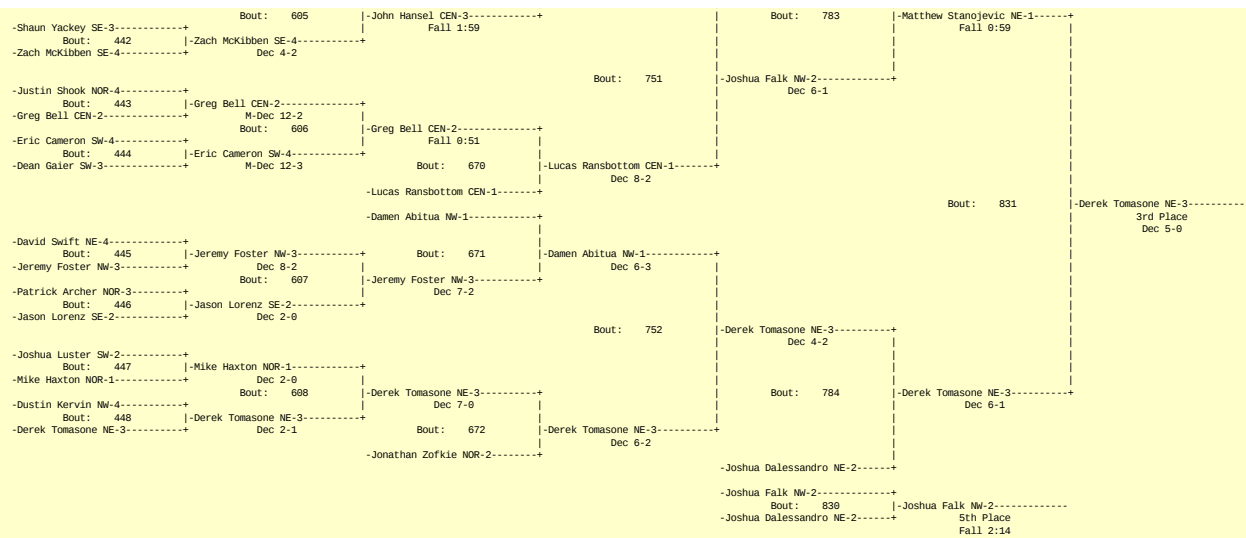 Bout: 605 |-John Hansel CEN-3-----------+ | Bout: 783 |-Matthew Stanojevic NE-1------+
-Shaun Yackey SE-3-----------+ | Fall 1:59 | | Fall 0:59 |
Bout: 442 |-Zach McKibben SE-4-----------+ | | |
-Zach McKibben SE-4-----------+ Dec 4-2 | | |
Bout: 751 |-Joshua Falk NW-2-------------+ |
-Justin Shook NOR-4-----------+ | Dec 6-1 |
Bout: 443 |-Greg Bell CEN-2--------------+ | |
-Greg Bell CEN-2--------------+ M-Dec 12-2 | | |
Bout: 606 |-Greg Bell CEN-2--------------+ | |
-Eric Cameron SW-4------------+ | Fall 0:51 | | |
Bout: 444 |-Eric Cameron SW-4------------+ Bout: 670 |-Lucas Ransbottom CEN-1-------+ |
-Dean Gaier SW-3--------------+ M-Dec 12-3 | Dec 8-2 |
-Lucas Ransbottom CEN-1-------+ |
Bout: 831 |-Derek Tomasone NE-3----------
-Damen Abitua NW-1------------+ | 3rd Place
| | Dec 5-0
-David Swift NE-4-------------+ | |
Bout: 445 |-Jeremy Foster NW-3-----------+ Bout: 671 |-Damen Abitua NW-1------------+ |
-Jeremy Foster NW-3-----------+ Dec 8-2 | | Dec 6-3 | |
Bout: 607 |-Jeremy Foster NW-3-----------+ | |
-Patrick Archer NOR-3---------+ | Dec 7-2 | |
Bout: 446 |-Jason Lorenz SE-2------------+ | |
-Jason Lorenz SE-2------------+ Dec 2-0 | |
Bout: 752 |-Derek Tomasone NE-3----------+ |
| Dec 4-2 | |
-Joshua Luster SW-2-----------+ | | |
Bout: 447 |-Mike Haxton NOR-1------------+ | | |
-Mike Haxton NOR-1------------+ Dec 2-0 | | | |
Bout: 608 |-Derek Tomasone NE-3----------+ | Bout: 784 |-Derek Tomasone NE-3----------+
-Dustin Kervin NW-4-----------+ | Dec 7-0 | | | Dec 6-1
Bout: 448 |-Derek Tomasone NE-3----------+ | | |
-Derek Tomasone NE-3----------+ Dec 2-1 Bout: 672 |-Derek Tomasone NE-3----------+ |
| Dec 6-2 |
-Jonathan Zofkie NOR-2--------+ |
-Joshua Dalessandro NE-2------+
-Joshua Falk NW-2-------------+
Bout: 830 |-Joshua Falk NW-2-------------
-Joshua Dalessandro NE-2------+ 5th Place
Fall 2:14